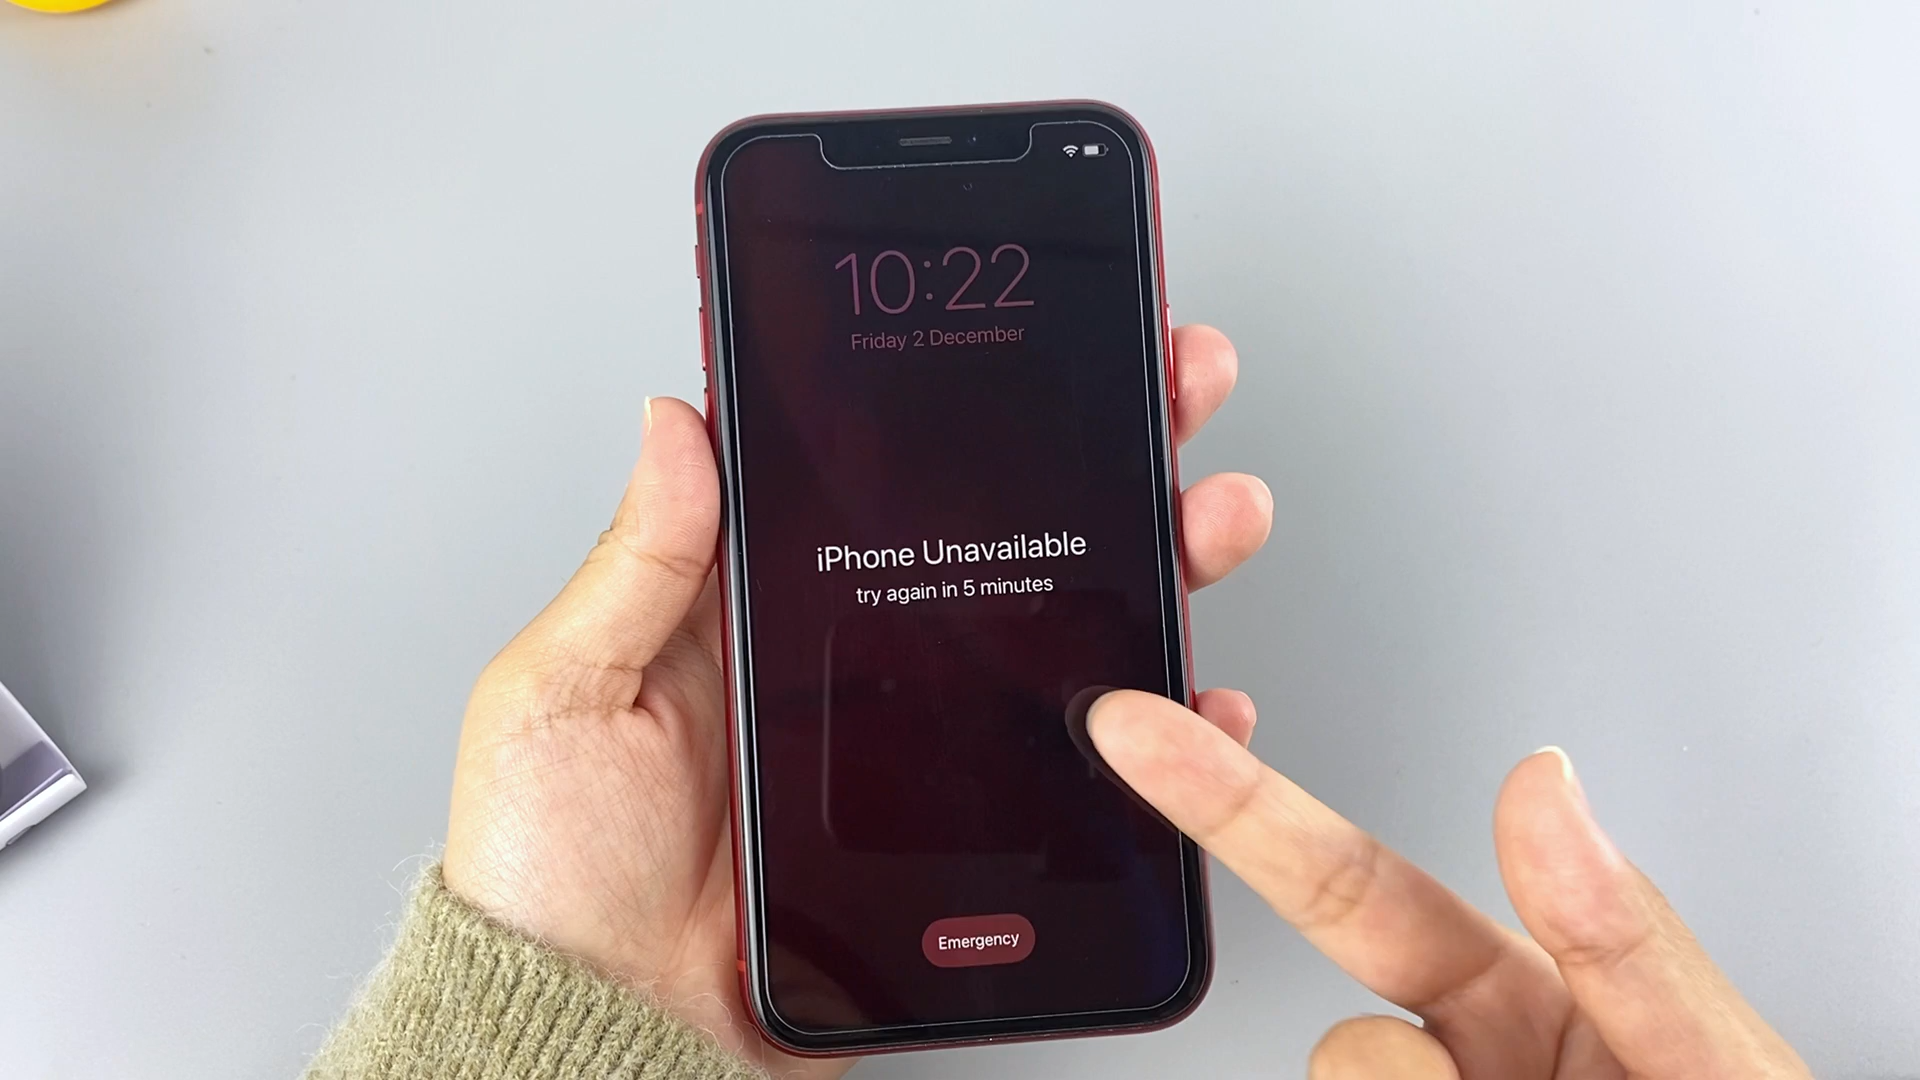 10:22
Friday 2 December
iPhone Unavailable
try again in 5 minutes
Emergency